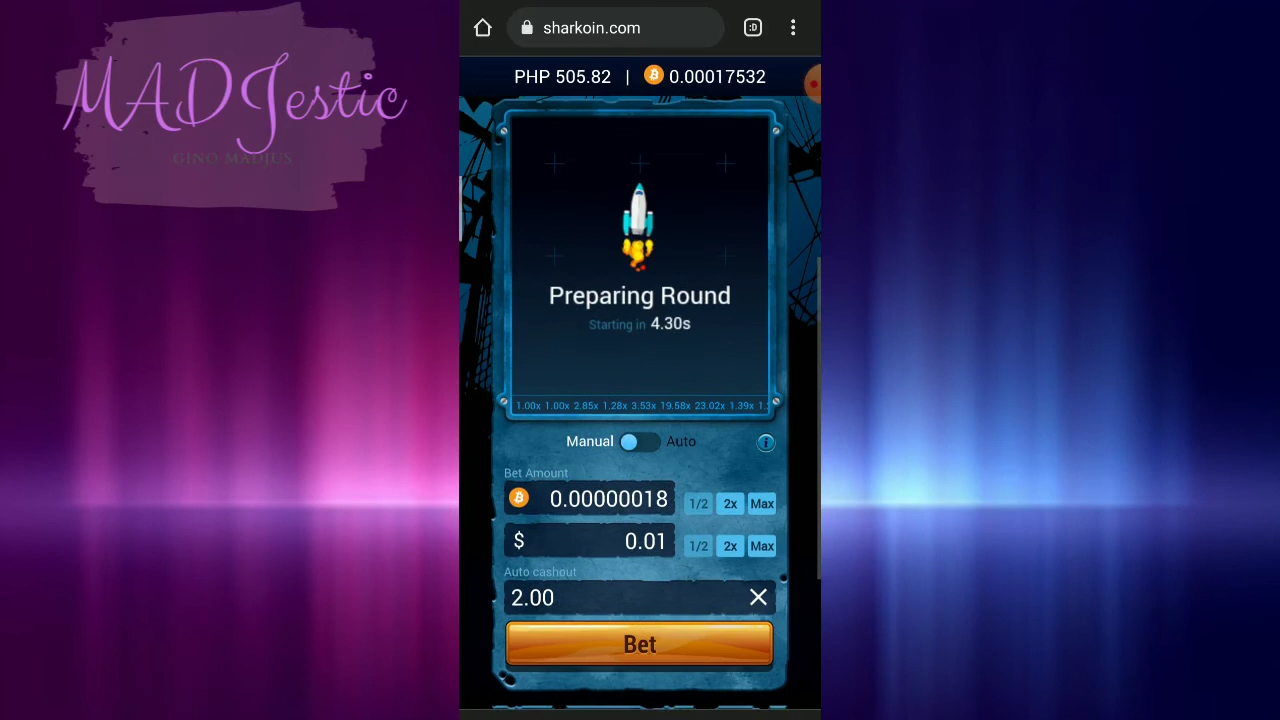 MADJestic
GINO MADJUS
sharkoin.com
:D
PHP 505.82 | 0.00017532
Preparing Round
Starting in 4.30s
1.00x 1.00x 2.85x 1.28x 3.53x 19.58x 23.02x 1.39x
Manual Auto
Bet Amount
0.00000018 1/2 2x Max
$ 0.01 1/2 2x Max
Auto cashout
2.00
Bet